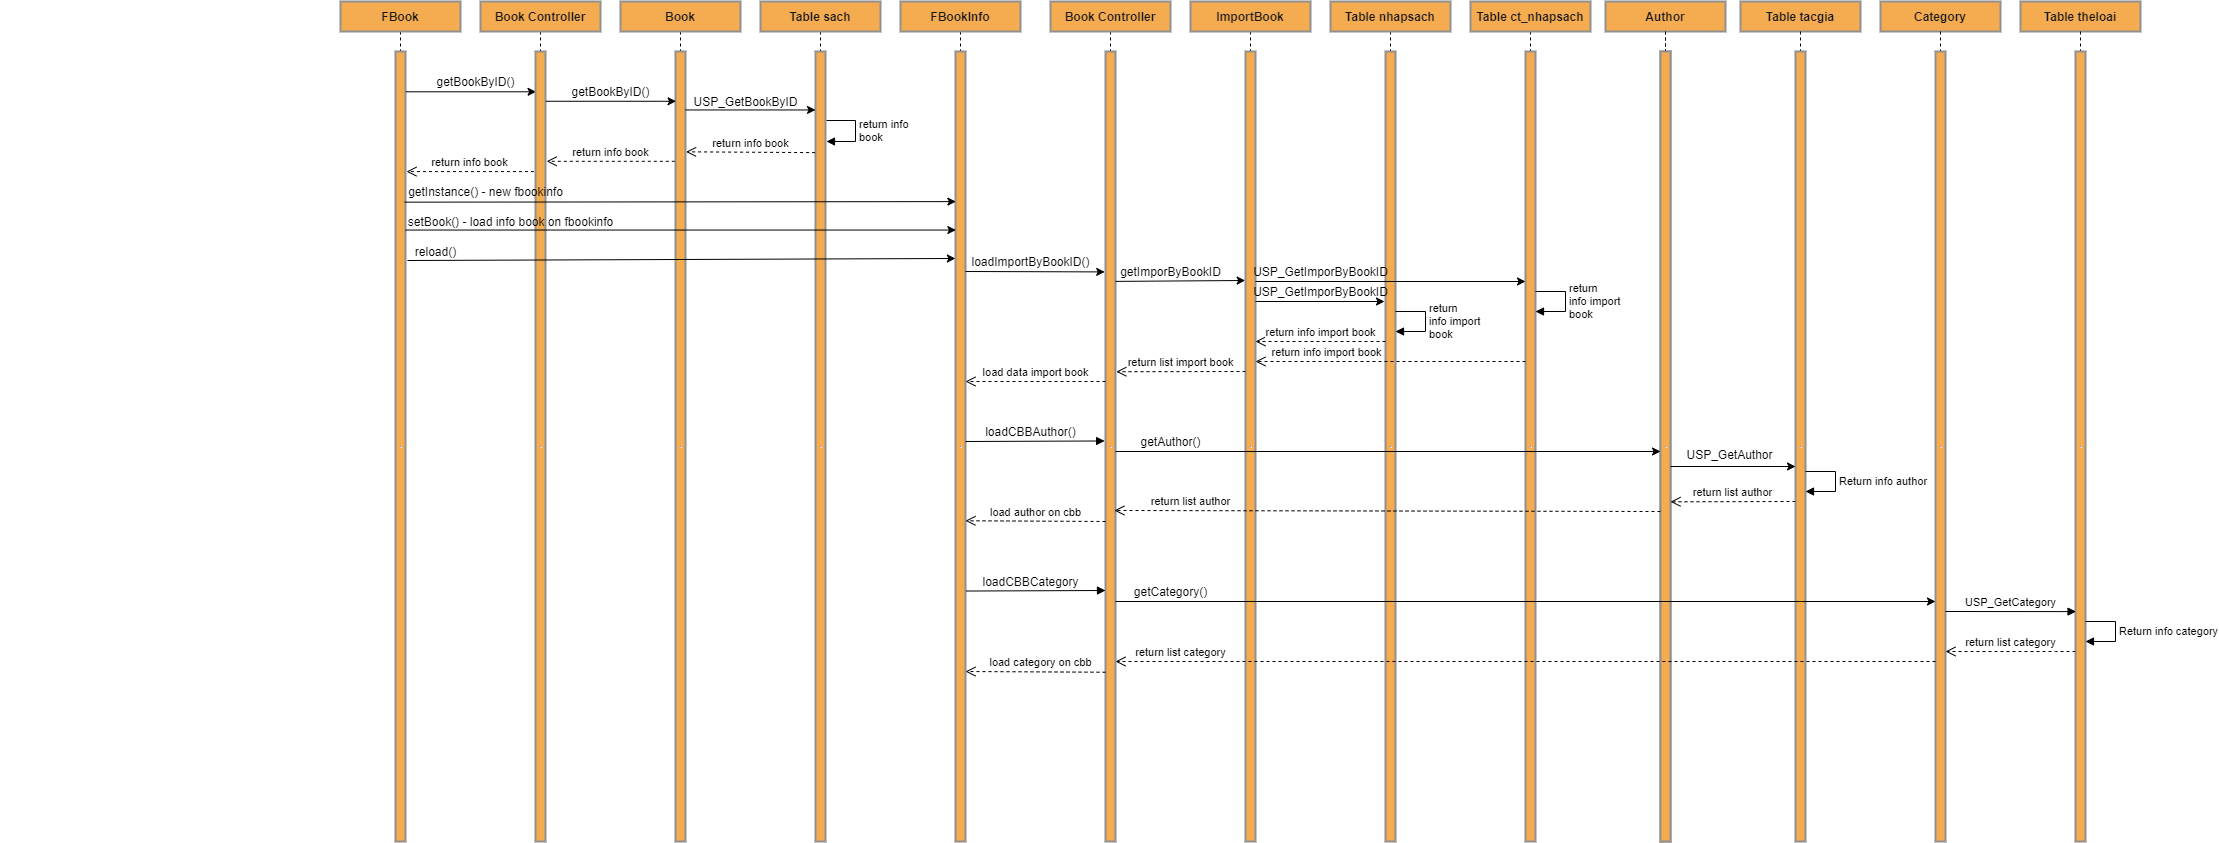 FBook
Book Controller
Book
Table sach
FBookInfo
Book Controller
ImportBook
Table nhapsach
Table ct_nhapsach
Author
Table tacgia
Category
Table theloai
getBookByID()
getBookByID()
USP_GetBookByID
return info
book
return info book
return info book
return info book
getInstance() - new fbookinfo
setBook() - load info book on fbookinfo
reload()
loadImportByBookID()
getImporByBookID
USP_GetImporByBookID
USP_GetImporByBookID
return
info import
book
return
info import
book
return info import book
return info import book
return list import book
load data import book
loadCBBAuthor()
getAuthor()
USP_GetAuthor
Return info author
return list author
return list author
load author on cbb
loadCBBCategory
getCategory()
USP_GetCategory
Return info category
return list category
return list category
load category on cbb